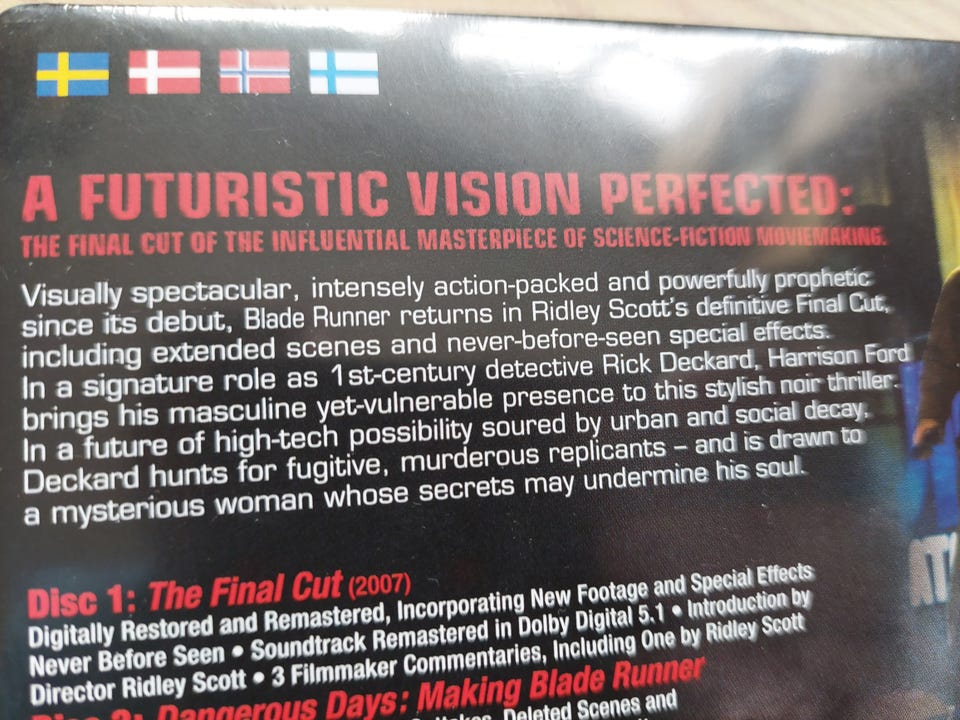 A FUTURISTIC VISION PERFECTED:
THE FINAL CUT OF THE INFLUENTIAL MASTERPIECE OF SCIENCE-FICTION MOVIEMAKING.
Visually spectacular, intensely action-packed and powerfully prophetic
since its debut, Blade Runner returns in Ridley Scott's definitive Final Cut,
including extended scenes and never-before-seen special effects.
In a signature role as 1st-century detective Rick Deckard, Harrison Ford
brings his masculine yet-vulnerable presence to this stylish noir thriller.
In a future of high-tech possibility soured by urban and social decay,
Deckard hunts for fugitive, murderous replicants – and is drawn to
a mysterious woman whose secrets may undermine his soul.
Disc 1: The Final Cut (2007)
Digitally Restored and Remastered, Incorporating New Footage and Special Effects
Never Before Seen • Soundtrack Remastered in Dolby Digital 5.1 • Introduction by
Director Ridley Scott • 3 Filmmaker Commentaries, Including One by Ridley Scott
Disc 2: Dangerous Days: Making Blade Runner
Deleted Scenes and